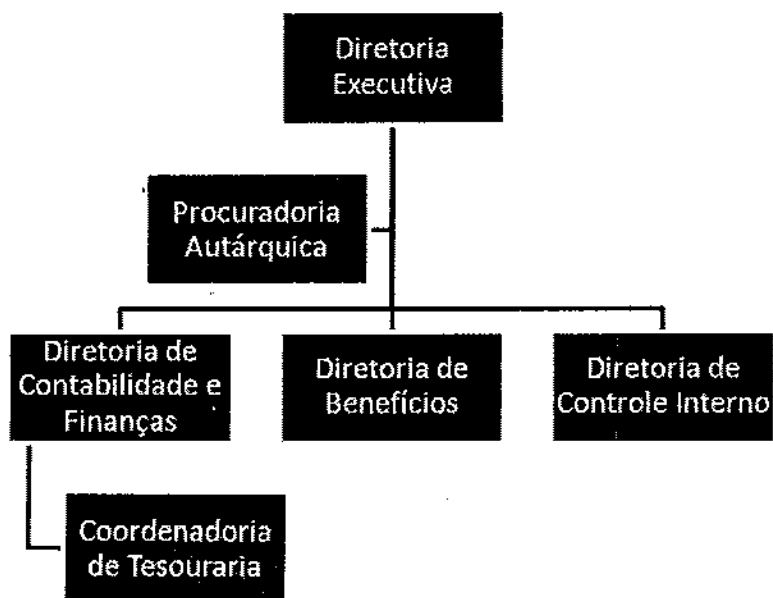 Diretoria
Executiva
Procuradoria
Autárquica
Diretoria de
Contabilidade e
Finanças
Diretoria de
Benefícios
Diretoria de
Controle Interno
Coordenadoria
de Tesouraria